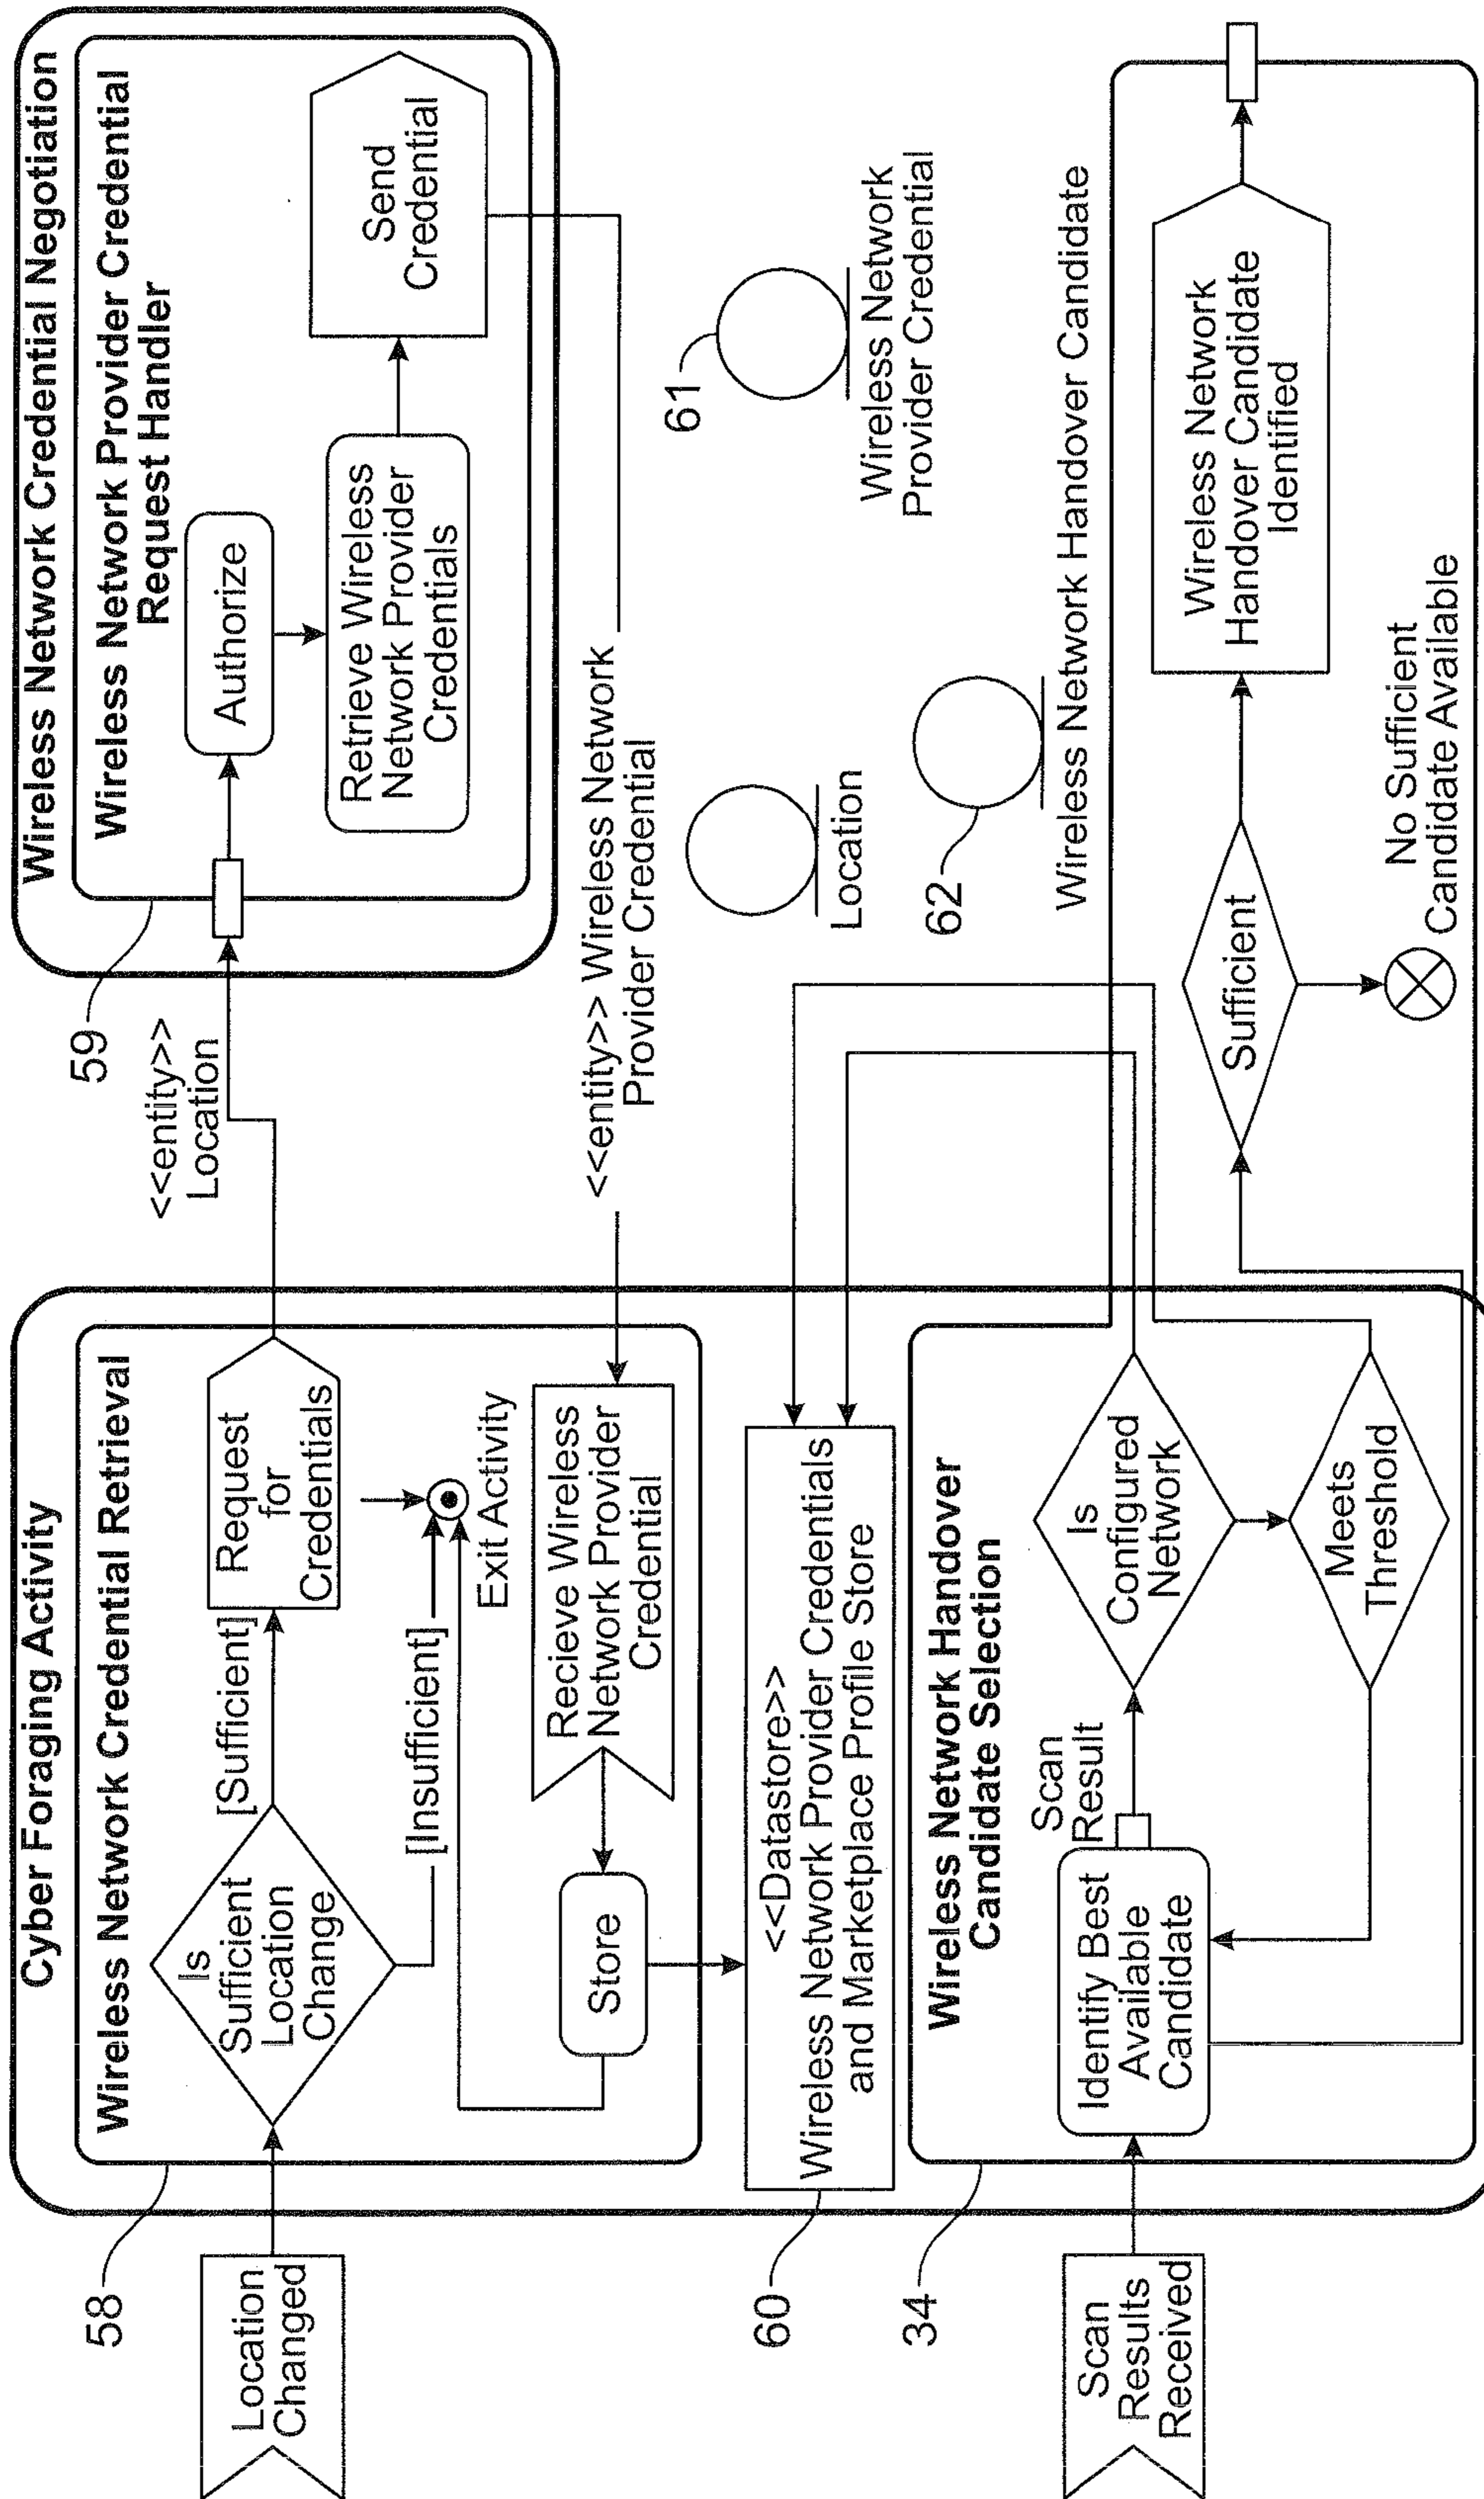 Cyber Foraging Activity
Wireless Network Credential Retrieval
58
Location
Changed
Is
Sufficient
Location
Change
[Sufficient]
Request
for
Credentials
[Insufficient]
Exit Activity
Recieve Wireless
Network Provider
Credential
Store
<<entity>>
Location
59
Wireless Network Credential Negotiation
Wireless Network Provider Credential
Request Handler
Authorize
Retrieve Wireless
Network Provider
Credentials
Send
Credential
<<entity>> Wireless Network
Provider Credential
60
<<Datastore>>
Wireless Network Provider Credentials
and Marketplace Profile Store
Location
61
Wireless Network
Provider Credential
62
Wireless Network Handover Candidate
34
Wireless Network Handover
Candidate Selection
Scan
Results
Received
Identify Best
Available
Candidate
Scan
Result
Is
Configured
Network
Meets
Threshold
Sufficient
No Sufficient
Candidate Available
Wireless Network
Handover Candidate
Identified